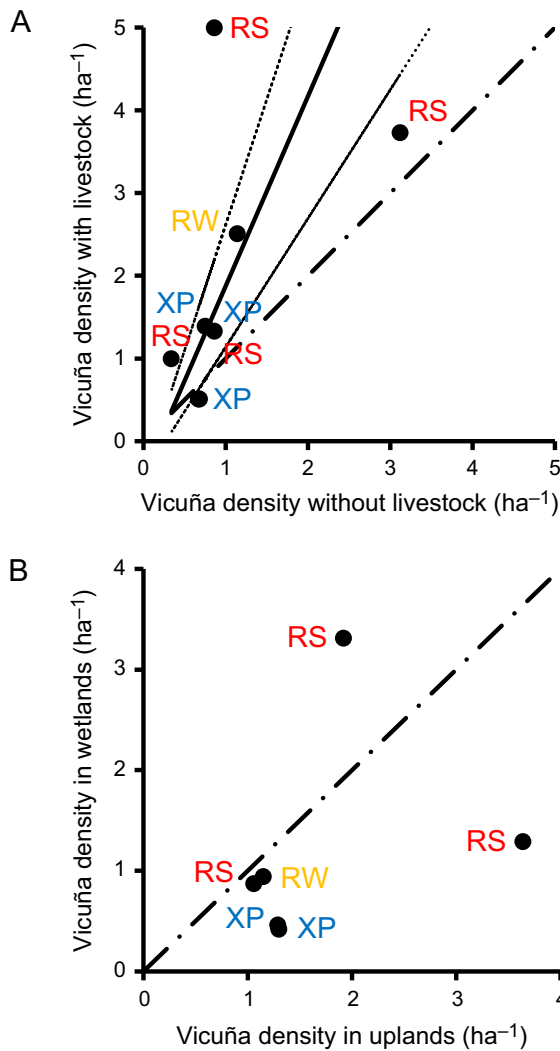 A
5
4
3
2
1
0
Vicuña density with livestock (ha–1)
RS
RS
RW
XP
XP
RS
RS
XP
0 1 2 3 4 5
Vicuña density without livestock (ha–1)
B
4
3
2
1
0
Vicuña density in wetlands (ha–1)
RS
RS
RS
RW
XP
XP
0 1 2 3 4
Vicuña density in uplands (ha–1)